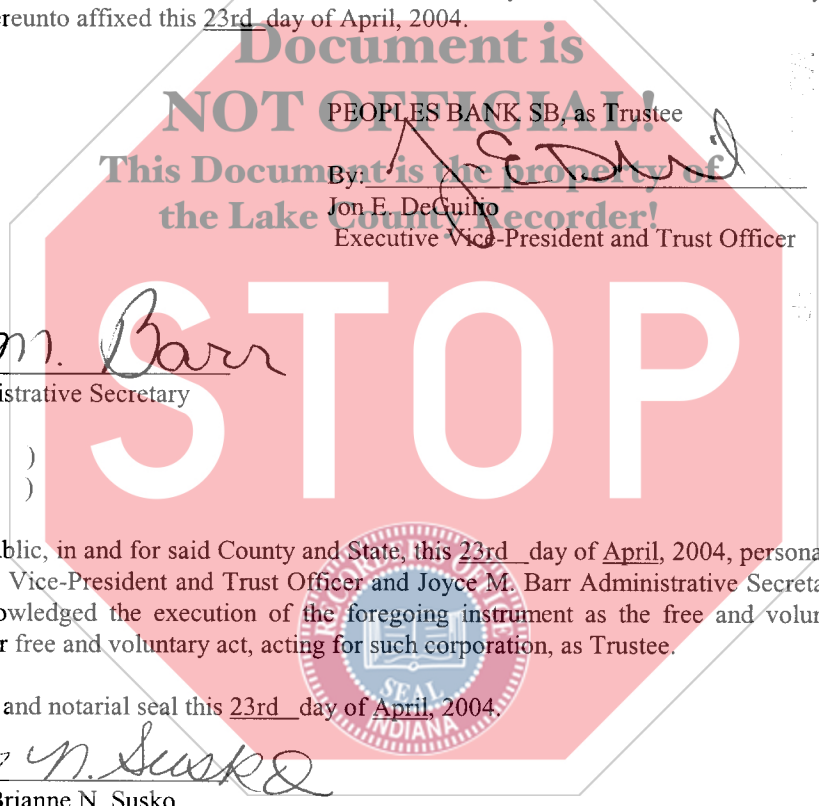 ereunto affixed this 23rd day of April, 2004.
Document is
NOT OFFICIAL!
PEOPLES BANK SB, as Trustee
This Document is the property of
By:
the Lake County Recorder!
Jon E. DeGuilio
Executive Vice-President and Trust Officer
STOP
M. Barr
istrative Secretary
)
)
blic, in and for said County and State, this 23rd day of April, 2004, persona
Vice-President and Trust Officer and Joyce M. Barr Administrative Secreta
owledged the execution of the foregoing instrument as the free and volun
r free and voluntary act, acting for such corporation, as Trustee.
RECORDER'S OFFICE
SEAL
INDIANA
and notarial seal this 23rd day of April, 2004.
N. Susko
Brianne N. Susko